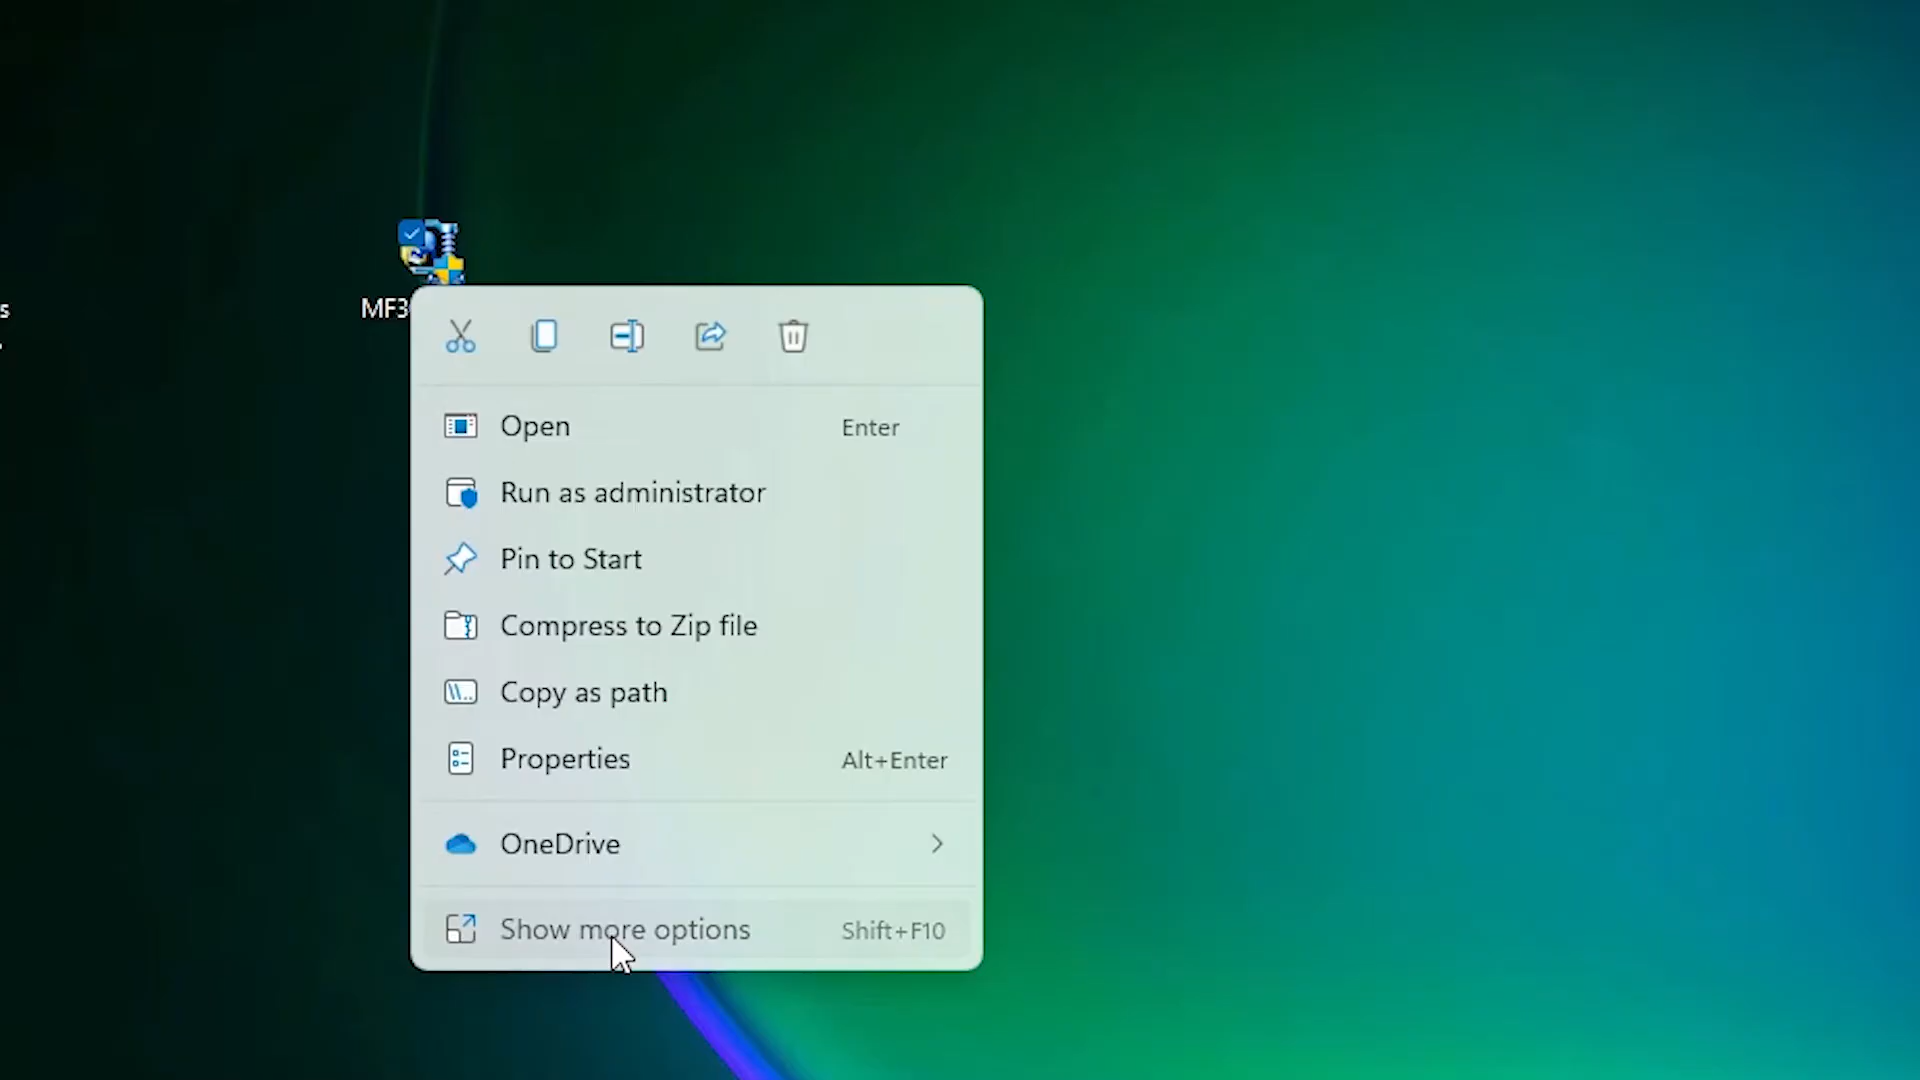 s
MF3
Open Enter
Run as administrator
Pin to Start
Compress to Zip file
Copy as path
Properties Alt+Enter
OneDrive
Show more options Shift+F10